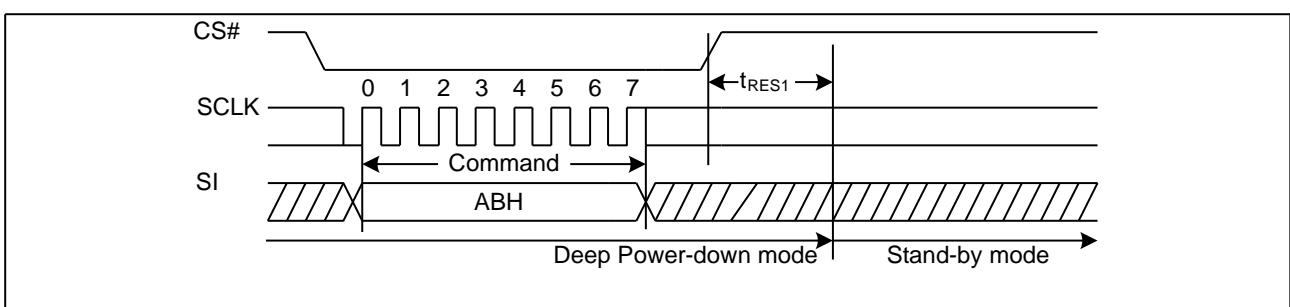 CS#
0 1 2 3 4 5 6 7
tRES1
SCLK
Command
SI
ABH
Deep Power-down mode Stand-by mode